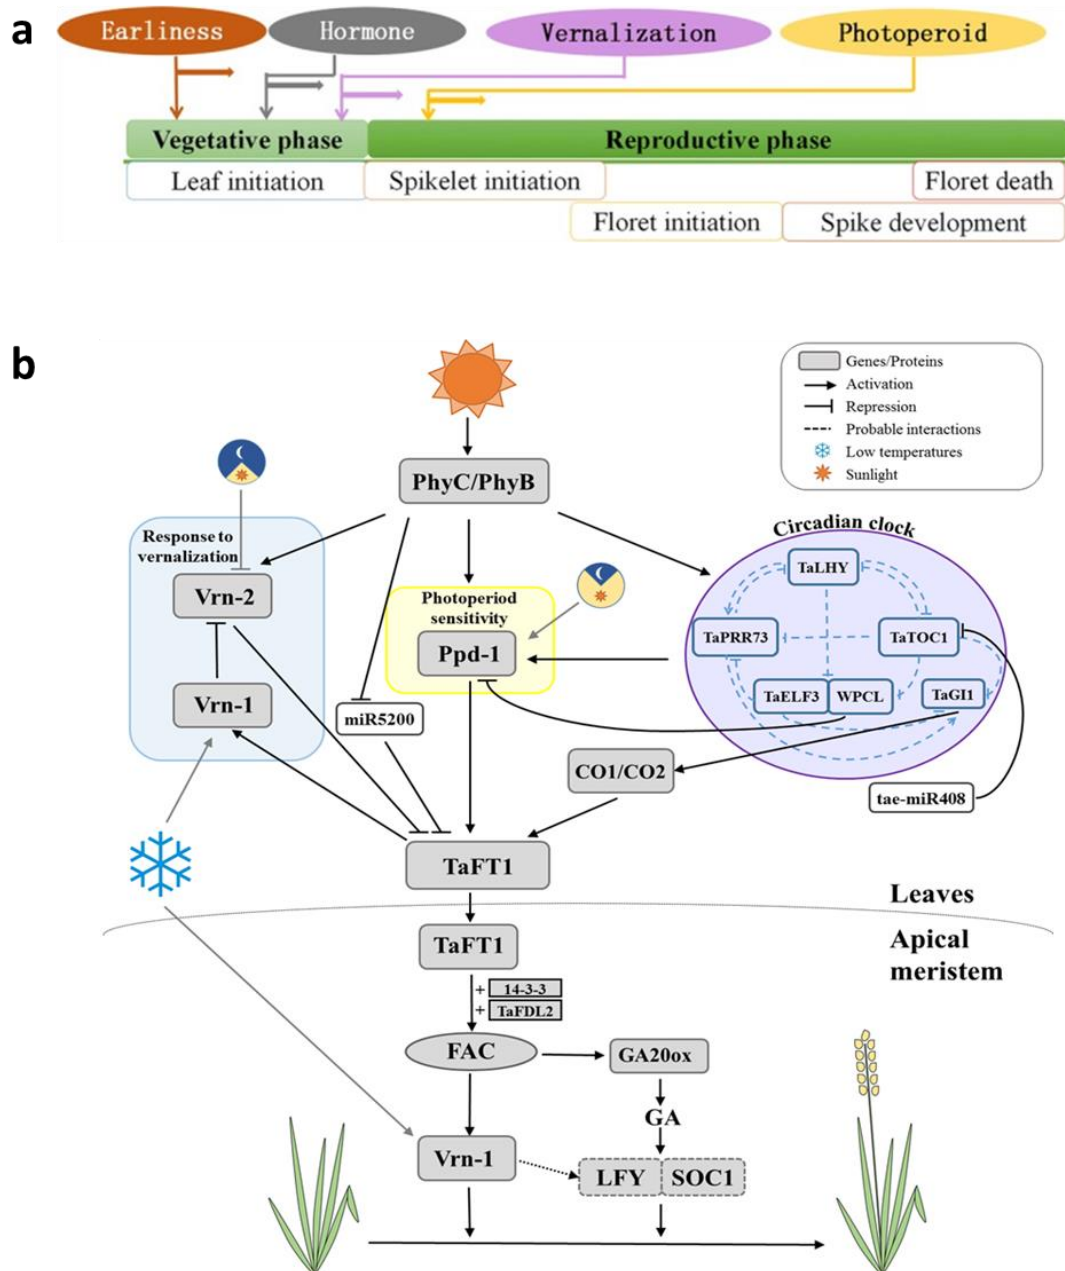 a
Earliness
Hormone
Vernalization
Photoperoid
Vegetative phase
Reproductive phase
Leaf initiation
Spikelet initiation
Floret death
Floret initiation
Spike development
b
Genes/Proteins
Activation
Repression
Probable interactions
Low temperatures
Sunlight
PhyC/PhyB
Response to
vernalization
Circadian clock
TaLHY
Vrn-2
Photoperiod
sensitivity
TaPRR73
TaTOC1
Ppd-1
Vrn-1
miR5200
TaELF3
WPCL
TaGI1
CO1/CO2
tae-miR408
TaFT1
Leaves
TaFT1
Apical
meristem
+ 14-3-3
+ TaFDL2
FAC
GA20ox
GA
Vrn-1
LFY
SOC1